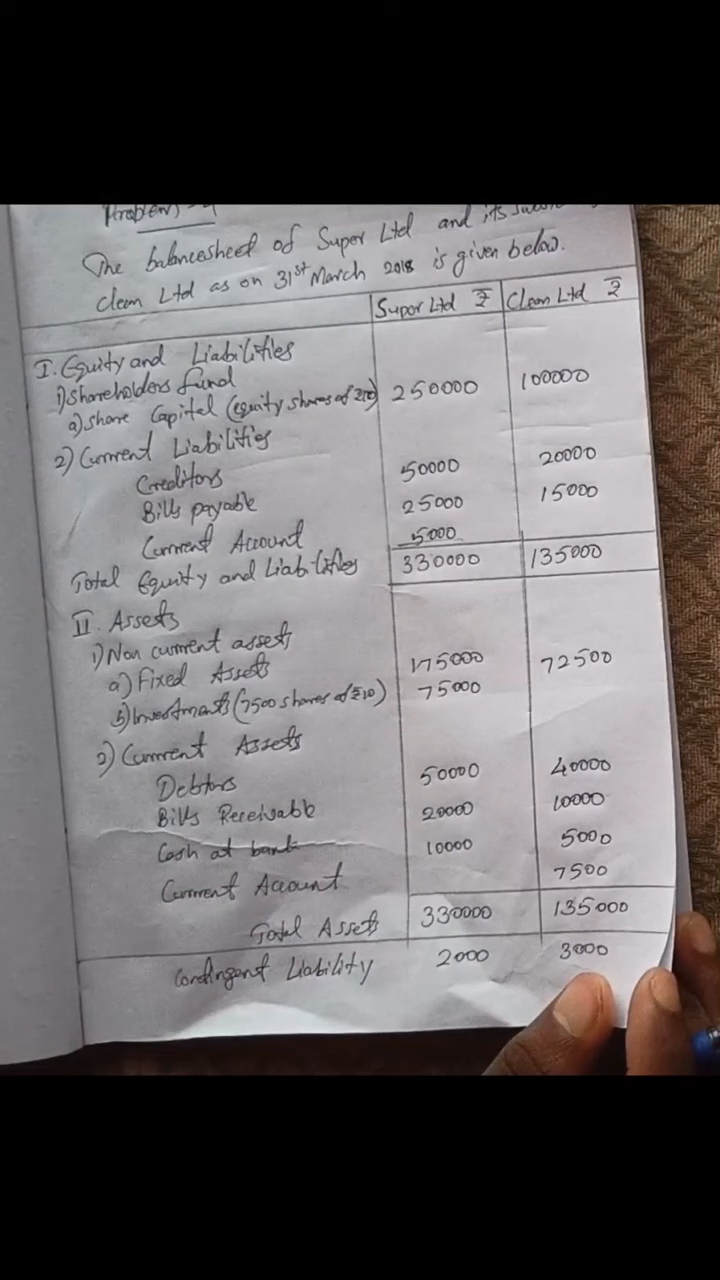 Problem - 4
The balancesheet of Super Ltd and its
Clean Ltd as on 31st March 2018 is given below.
Super Ltd ₹ Clean Ltd ₹
I. Equity and Liabilities
1) Shareholders fund
a) Share Capital (equity shares of ₹10) 250000 100000
2) Current Liabilities
Creditors 50000 20000
Bills payable 25000 15000
Current Account 5000
Total Equity and Liabilities 330000 135000
II. Assets
1) Non current assets
a) Fixed Assets 175000 72500
b) Investments (7500 shares of ₹10) 75000
2) Current Assets
Debtors 50000 40000
Bills Receivable 20000 10000
Cash at bank 10000 5000
Current Account 7500
Total Assets 330000 135000
Contingent Liability 2000 3000